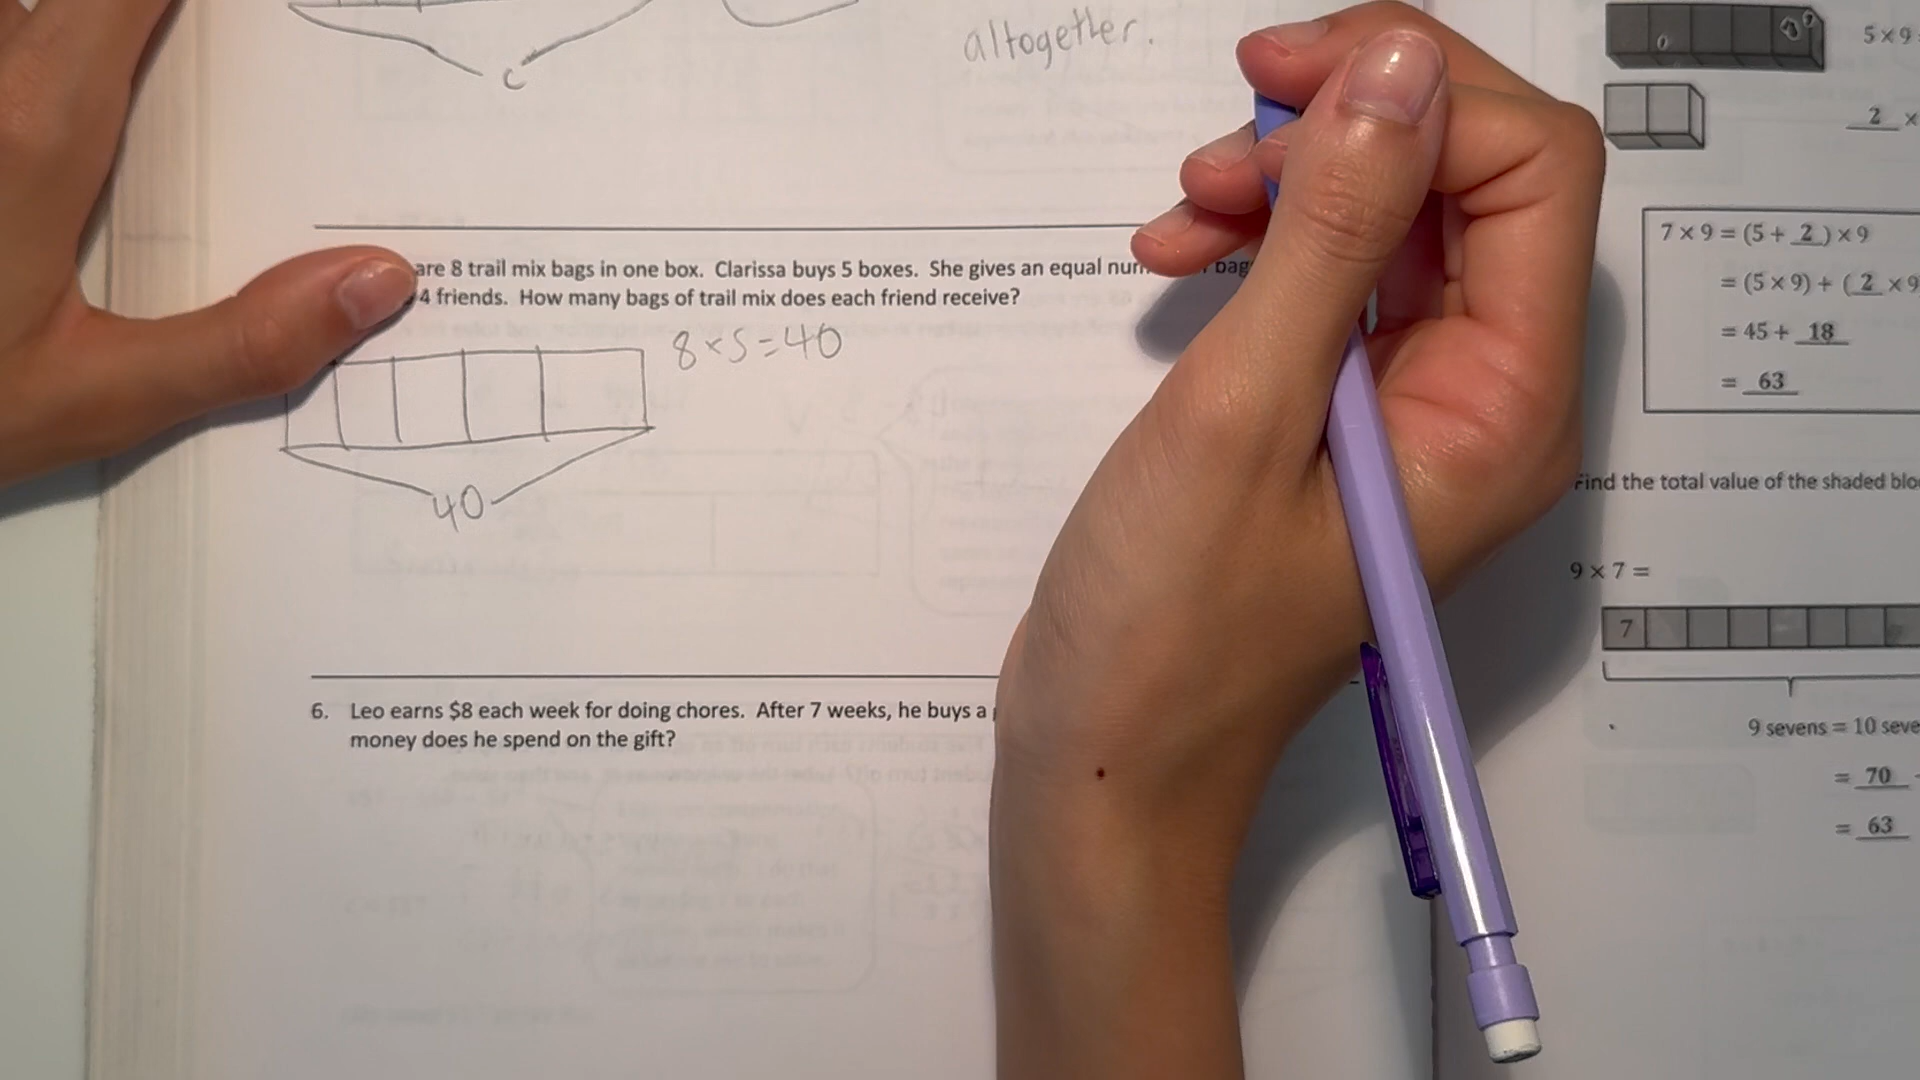 c
altogether.
are 8 trail mix bags in one box. Clarissa buys 5 boxes. She gives an equal bag
4 friends. How many bags of trail mix does each friend receive?
8 × 5 = 40
40
6. Leo earns $8 each week for doing chores. After 7 weeks, he buys a
money does he spend on the gift?
5 × 9
2 ×
7 × 9 = (5 + 2) × 9
= (5 × 9) + (2 × 9
= 45 + 18
= 63
Find the total value of the shaded
9 × 7 =
7
9 sevens = 10
= 70
= 63